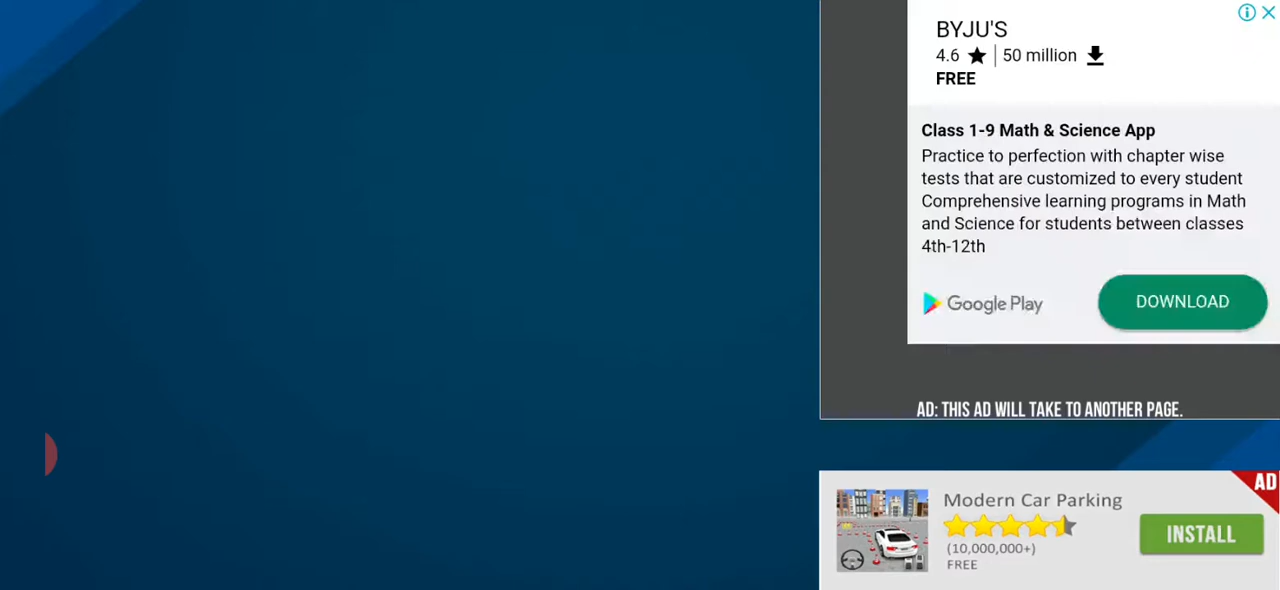 BYJU'S
4.6 ★ | 50 million
FREE
Class 1-9 Math & Science App
Practice to perfection with chapter wise
tests that are customized to every student
Comprehensive learning programs in Math
and Science for students between classes
4th-12th
Google Play
DOWNLOAD
AD: THIS AD WILL TAKE TO ANOTHER PAGE.
AD
Modern Car Parking
(10,000,000+)
FREE
INSTALL